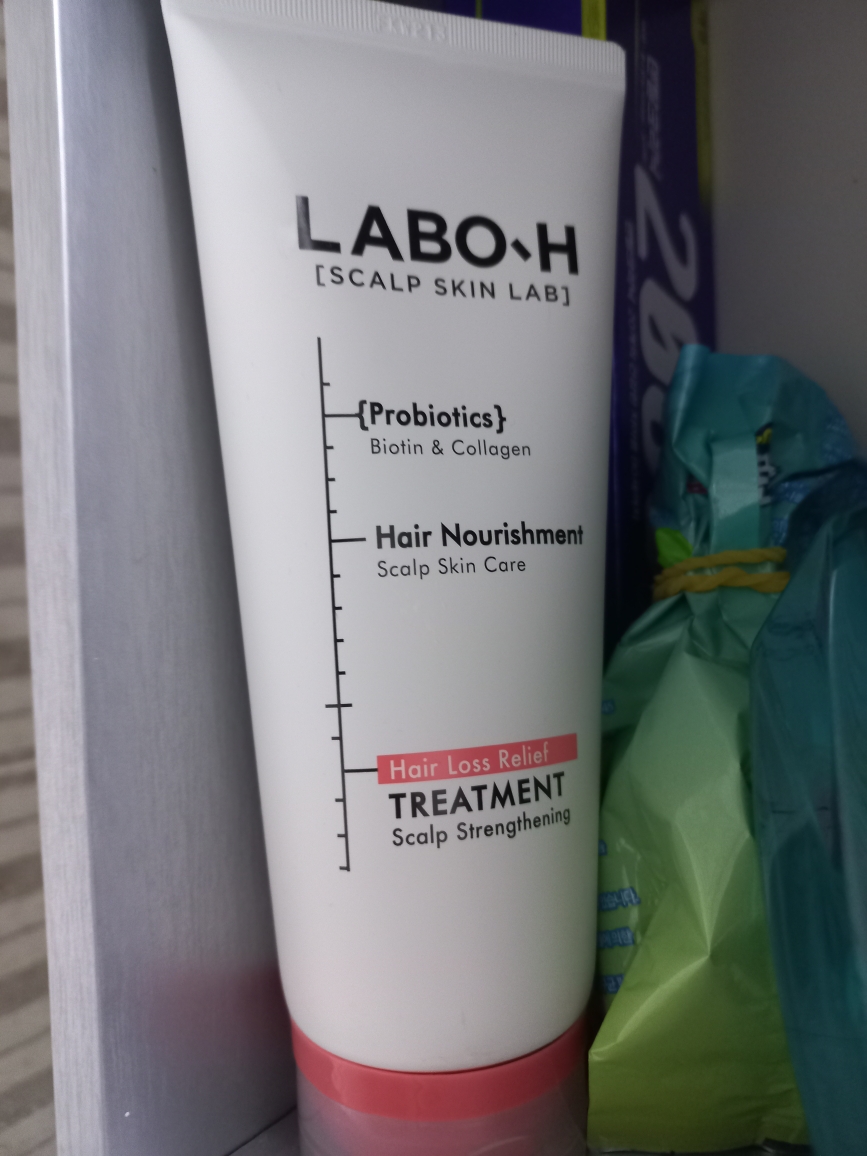 LABO-H
[SCALP SKIN LAB]
{Probiotics}
Biotin & Collagen
Hair Nourishment
Scalp Skin Care
Hair Loss Relief
TREATMENT
Scalp Strengthening